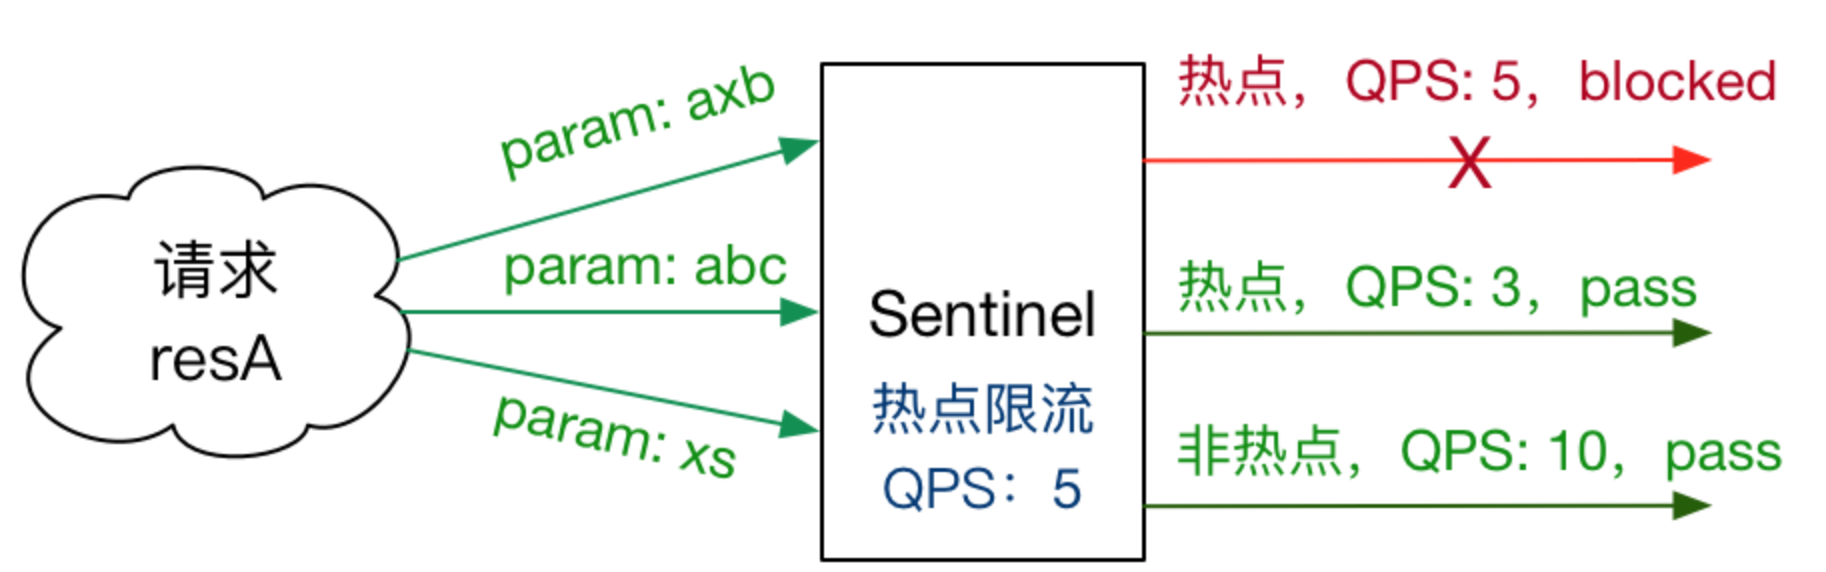 请求
resA
param: axb
param: abc
param: xs
Sentinel
热点限流
QPS：5
热点，QPS: 5，blocked
X
热点，QPS: 3，pass
非热点，QPS: 10，pass